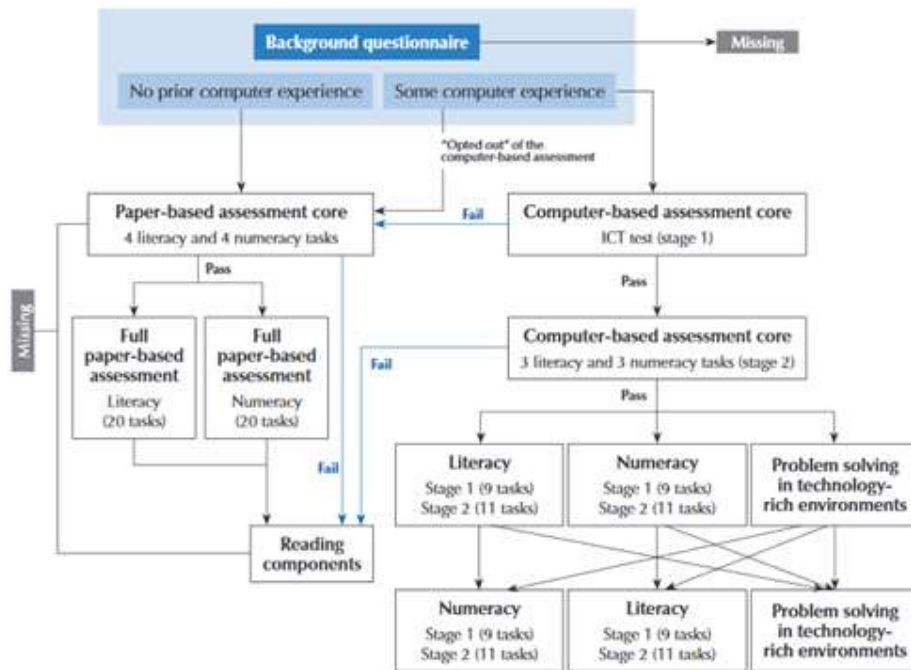 Background questionnaire
Missing
No prior computer experience
Some computer experience
"Opted out" of the
computer-based assessment
Paper-based assessment core
4 literacy and 4 numeracy tasks
Fail
Computer-based assessment core
ICT test (stage 1)
Pass
Pass
Missing
Full
paper-based
assessment
Literacy
(20 tasks)
Full
paper-based
assessment
Numeracy
(20 tasks)
Computer-based assessment core
3 literacy and 3 numeracy tasks (stage 2)
Fail
Pass
Fail
Literacy
Stage 1 (9 tasks)
Stage 2 (11 tasks)
Numeracy
Stage 1 (9 tasks)
Stage 2 (11 tasks)
Problem solving
in technology-
rich environments
Reading
components
Numeracy
Stage 1 (9 tasks)
Stage 2 (11 tasks)
Literacy
Stage 1 (9 tasks)
Stage 2 (11 tasks)
Problem solving
in technology-
rich environments